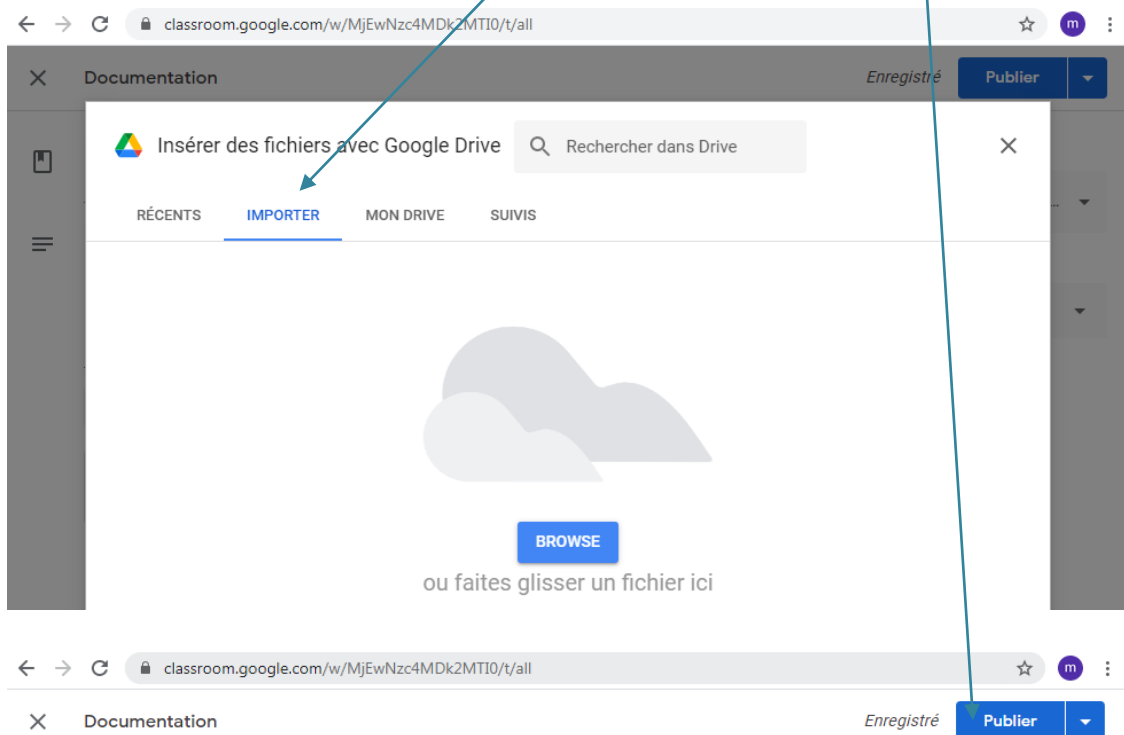 classroom.google.com/w/MjEwNzc4MDk2MTI0/t/all
m
Documentation
Enregistré
Publier
Insérer des fichiers avec Google Drive
Rechercher dans Drive
RÉCENTS
IMPORTER
MON DRIVE
SUIVIS
BROWSE
ou faites glisser un fichier ici
classroom.google.com/w/MjEwNzc4MDk2MTI0/t/all
m
Documentation
Enregistré
Publier